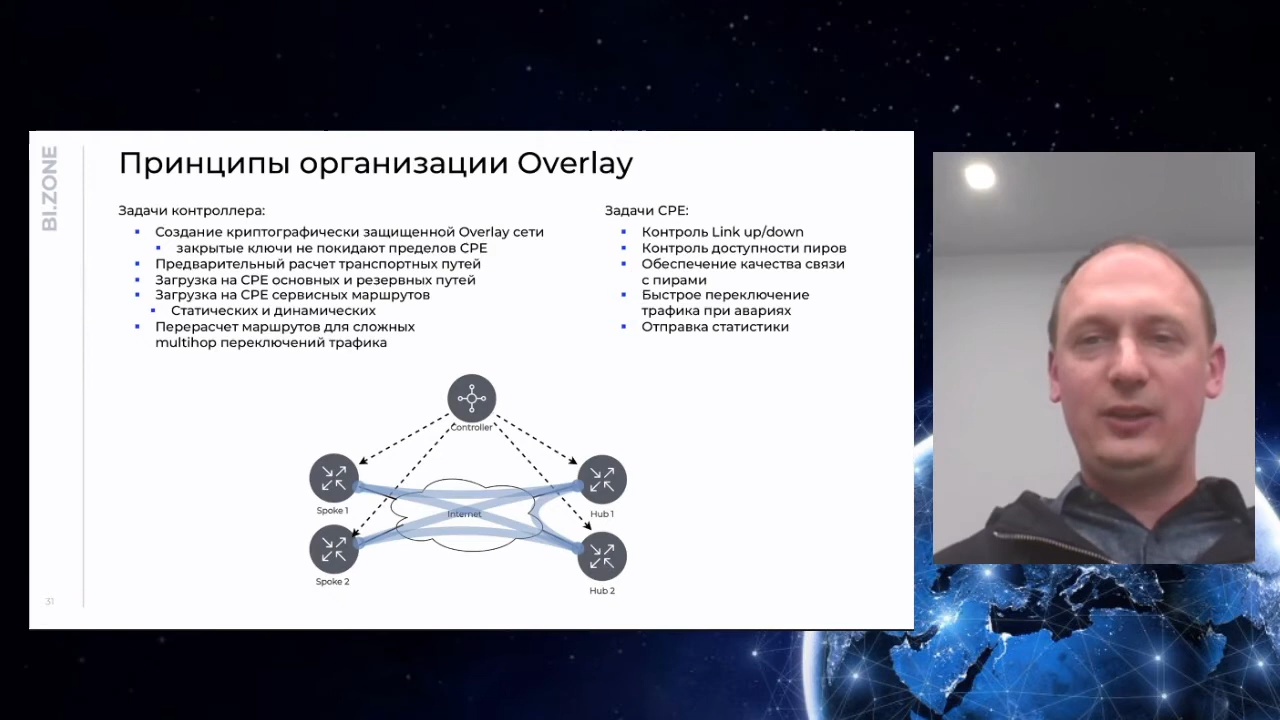 BI.ZONE
Принципы организации Overlay
Задачи контроллера:
Создание криптографически защищенной Overlay сети
закрытые ключи не покидают пределов CPE
Предварительный расчет транспортных путей
Загрузка на CPE основных и резервных путей
Загрузка на CPE сервисных маршрутов
Статических и динамических
Перерасчет маршрутов для сложных
multihop переключений трафика
Задачи CPE:
Контроль Link up/down
Контроль доступности пиров
Обеспечение качества связи
с пирами
Быстрое переключение
трафика при авариях
Отправка статистики
Controller
Spoke 1
Internet
Hub 1
Spoke 2
Hub 2
31